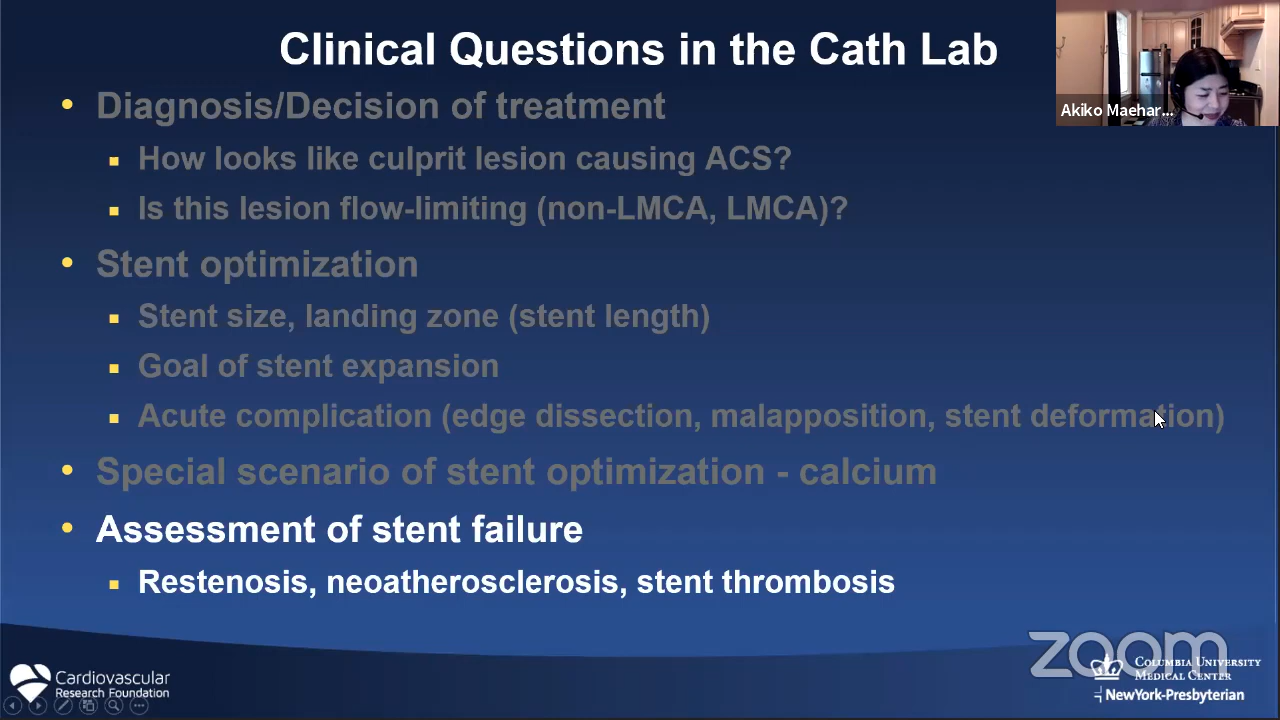 Clinical Questions in the Cath Lab
Akiko Maehar...
• Diagnosis/Decision of treatment
▪ How looks like culprit lesion causing ACS?
▪ Is this lesion flow-limiting (non-LMCA, LMCA)?
• Stent optimization
▪ Stent size, landing zone (stent length)
▪ Goal of stent expansion
▪ Acute complication (edge dissection, malapposition, stent deformation)
• Special scenario of stent optimization - calcium
• Assessment of stent failure
▪ Restenosis, neoatherosclerosis, stent thrombosis
zoom
Cardiovascular
Research Foundation
COLUMBIA UNIVERSITY
MEDICAL CENTER
NewYork-Presbyterian